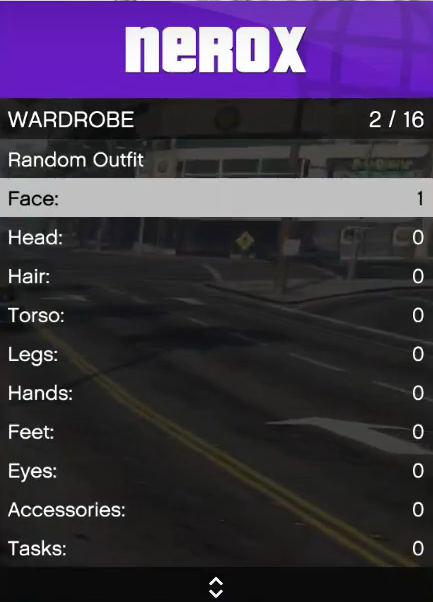 nerox
WARDROBE 2 / 16
Random Outfit
Face: 1
Head: 0
Hair: 0
Torso: 0
Legs: 0
Hands: 0
Feet: 0
Eyes: 0
Accessories: 0
Tasks: 0